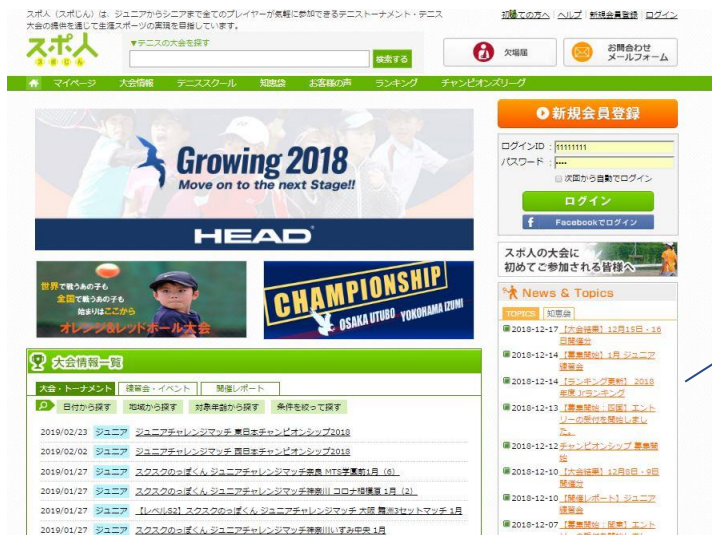 スポ人（スポじん）は、ジュニアからシニアまで全てのプレイヤーが気軽に参加できるテニストーナメント・テニス
大会の提供を通じて生涯スポーツの実現を目指しています。
初めての方へ ヘルプ 新規会員登録 ログイン
スポ人
スポじん
▼テニスの大会を探す
検索する
欠場届
お問合わせ
メールフォーム
マイページ 大会情報 テニススクール 知恵袋 お客様の声 ランキング チャンピオンズリーグ
Growing 2018
Move on to the next Stage!!
HEAD
世界で戦うあの子も
全国で戦うあの子も
始まりはここから
オレンジ&レッドボール大会
CHAMPIONSHIP
OSAKA UTUBO YOKOHAMA IZUMI
新規会員登録
ログインID : 11111111
パスワード : ••••
次回から自動でログイン
ログイン
f Facebookでログイン
スポ人の大会に
初めてご参加される皆様へ
News & Topics
TOPICS 知恵袋
2018-12-17 【大会結果】12月15日・16
日開催分
2018-12-14 【募集開始】1月 ジュニア
練習会
2018-12-14 【ランキング更新】 2018
年度 Jrランキング
2018-12-13 【募集開始：四国】エント
リーの受付を開始しまし
た。
2018-12-12 チャンピオンシップ 募集開
始
2018-12-10 【大会結果】12月8日・9日
開催分
2018-12-10 【開催レポート】ジュニア
練習会
2018-12-07 【募集開始：関東】エント
大会情報一覧
大会・トーナメント 練習会・イベント 開催レポート
日付から探す 地域から探す 対象年齢から探す 条件を絞って探す
2019/02/23 ジュニア ジュニアチャレンジマッチ 東日本チャンピオンシップ2018
2019/02/02 ジュニア ジュニアチャレンジマッチ 西日本チャンピオンシップ2018
2019/01/27 ジュニア スクスクのっぽくん ジュニアチャレンジマッチ奈良 MTS学園前1月（6）
2019/01/27 ジュニア スクスクのっぽくん ジュニアチャレンジマッチ神奈川 コロナ相模原 1月（2）
2019/01/27 ジュニア 【レベルS2】スクスクのっぽくん ジュニアチャレンジマッチ 大阪 舞洲3セットマッチ 1月
2019/01/27 ジュニア スクスクのっぽくん ジュニアチャレンジマッチ神奈川いずみ中央 1月